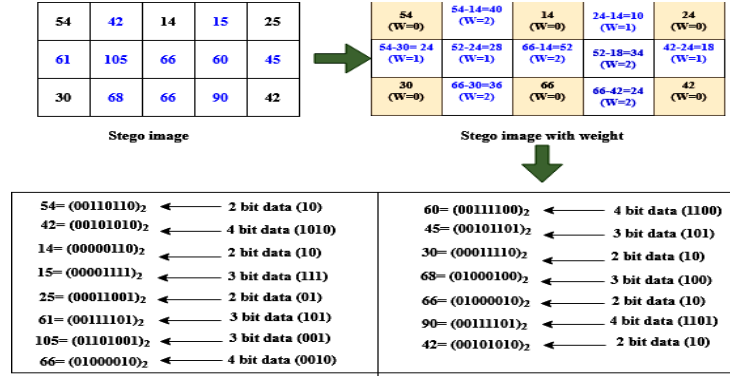 54 42 14 15 25
61 105 66 60 45
30 68 66 90 42
Stego image
54 (W=0) 54-14=40 (W=2) 14 (W=0) 24-14=10 (W=1) 24 (W=0)
54-30= 24 (W=1) 52-24=28 (W=1) 66-14=52 (W=2) 52-18=34 (W=2) 42-24=18 (W=1)
30 (W=0) 66-30=36 (W=2) 66 (W=0) 66-42=24 (W=2) 42 (W=0)
Stego image with weight
54= (00110110)2 2 bit data (10)
42= (00101010)2 4 bit data (1010)
14= (00000110)2 2 bit data (10)
15= (00001111)2 3 bit data (111)
25= (00011001)2 2 bit data (01)
61= (00111101)2 3 bit data (101)
105= (01101001)2 3 bit data (001)
66= (01000010)2 4 bit data (0010)
60= (00111100)2 4 bit data (1100)
45= (00101101)2 3 bit data (101)
30= (00011110)2 2 bit data (10)
68= (01000100)2 3 bit data (100)
66= (01000010)2 2 bit data (10)
90= (00111101)2 4 bit data (1101)
42= (00101010)2 2 bit data (10)